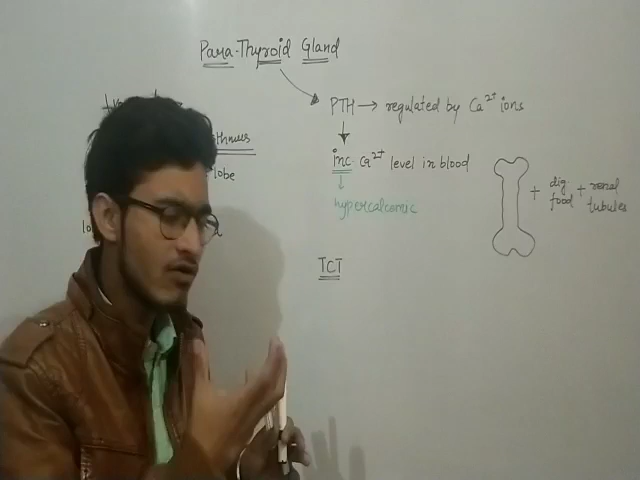 Para-Thyroid Gland
PTH → regulated by Ca²⁺ ions
inc. Ca²⁺ level in blood
hypercalcemic
+ dig food + renal tubules
TCT
thmus
lobe